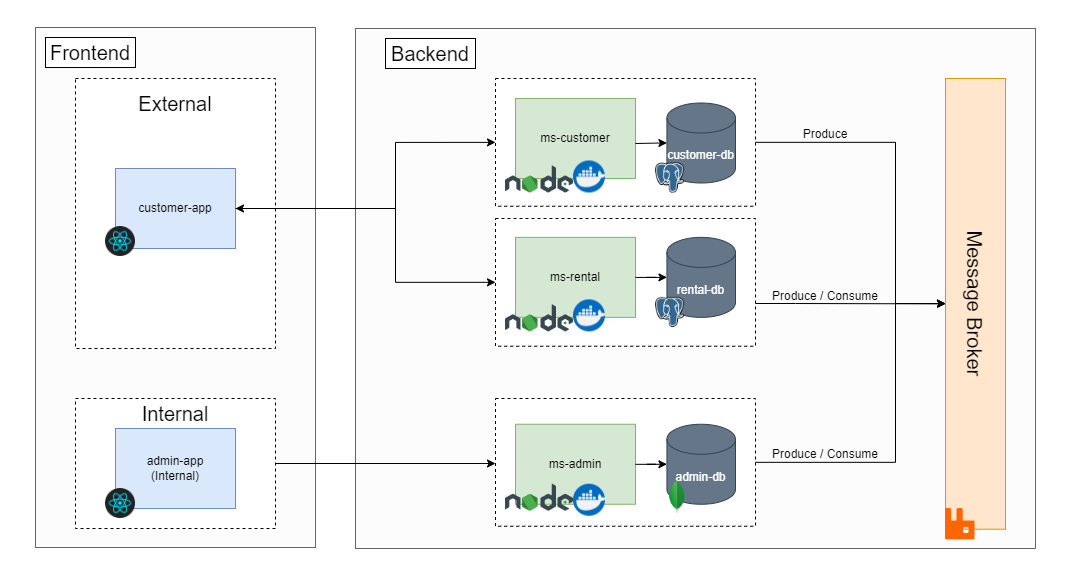 Frontend
Backend
External
customer-app
ms-customer
customer-db
node
Produce
ms-rental
rental-db
node
Produce / Consume
Message Broker
Internal
admin-app
(Internal)
ms-admin
admin-db
node
Produce / Consume